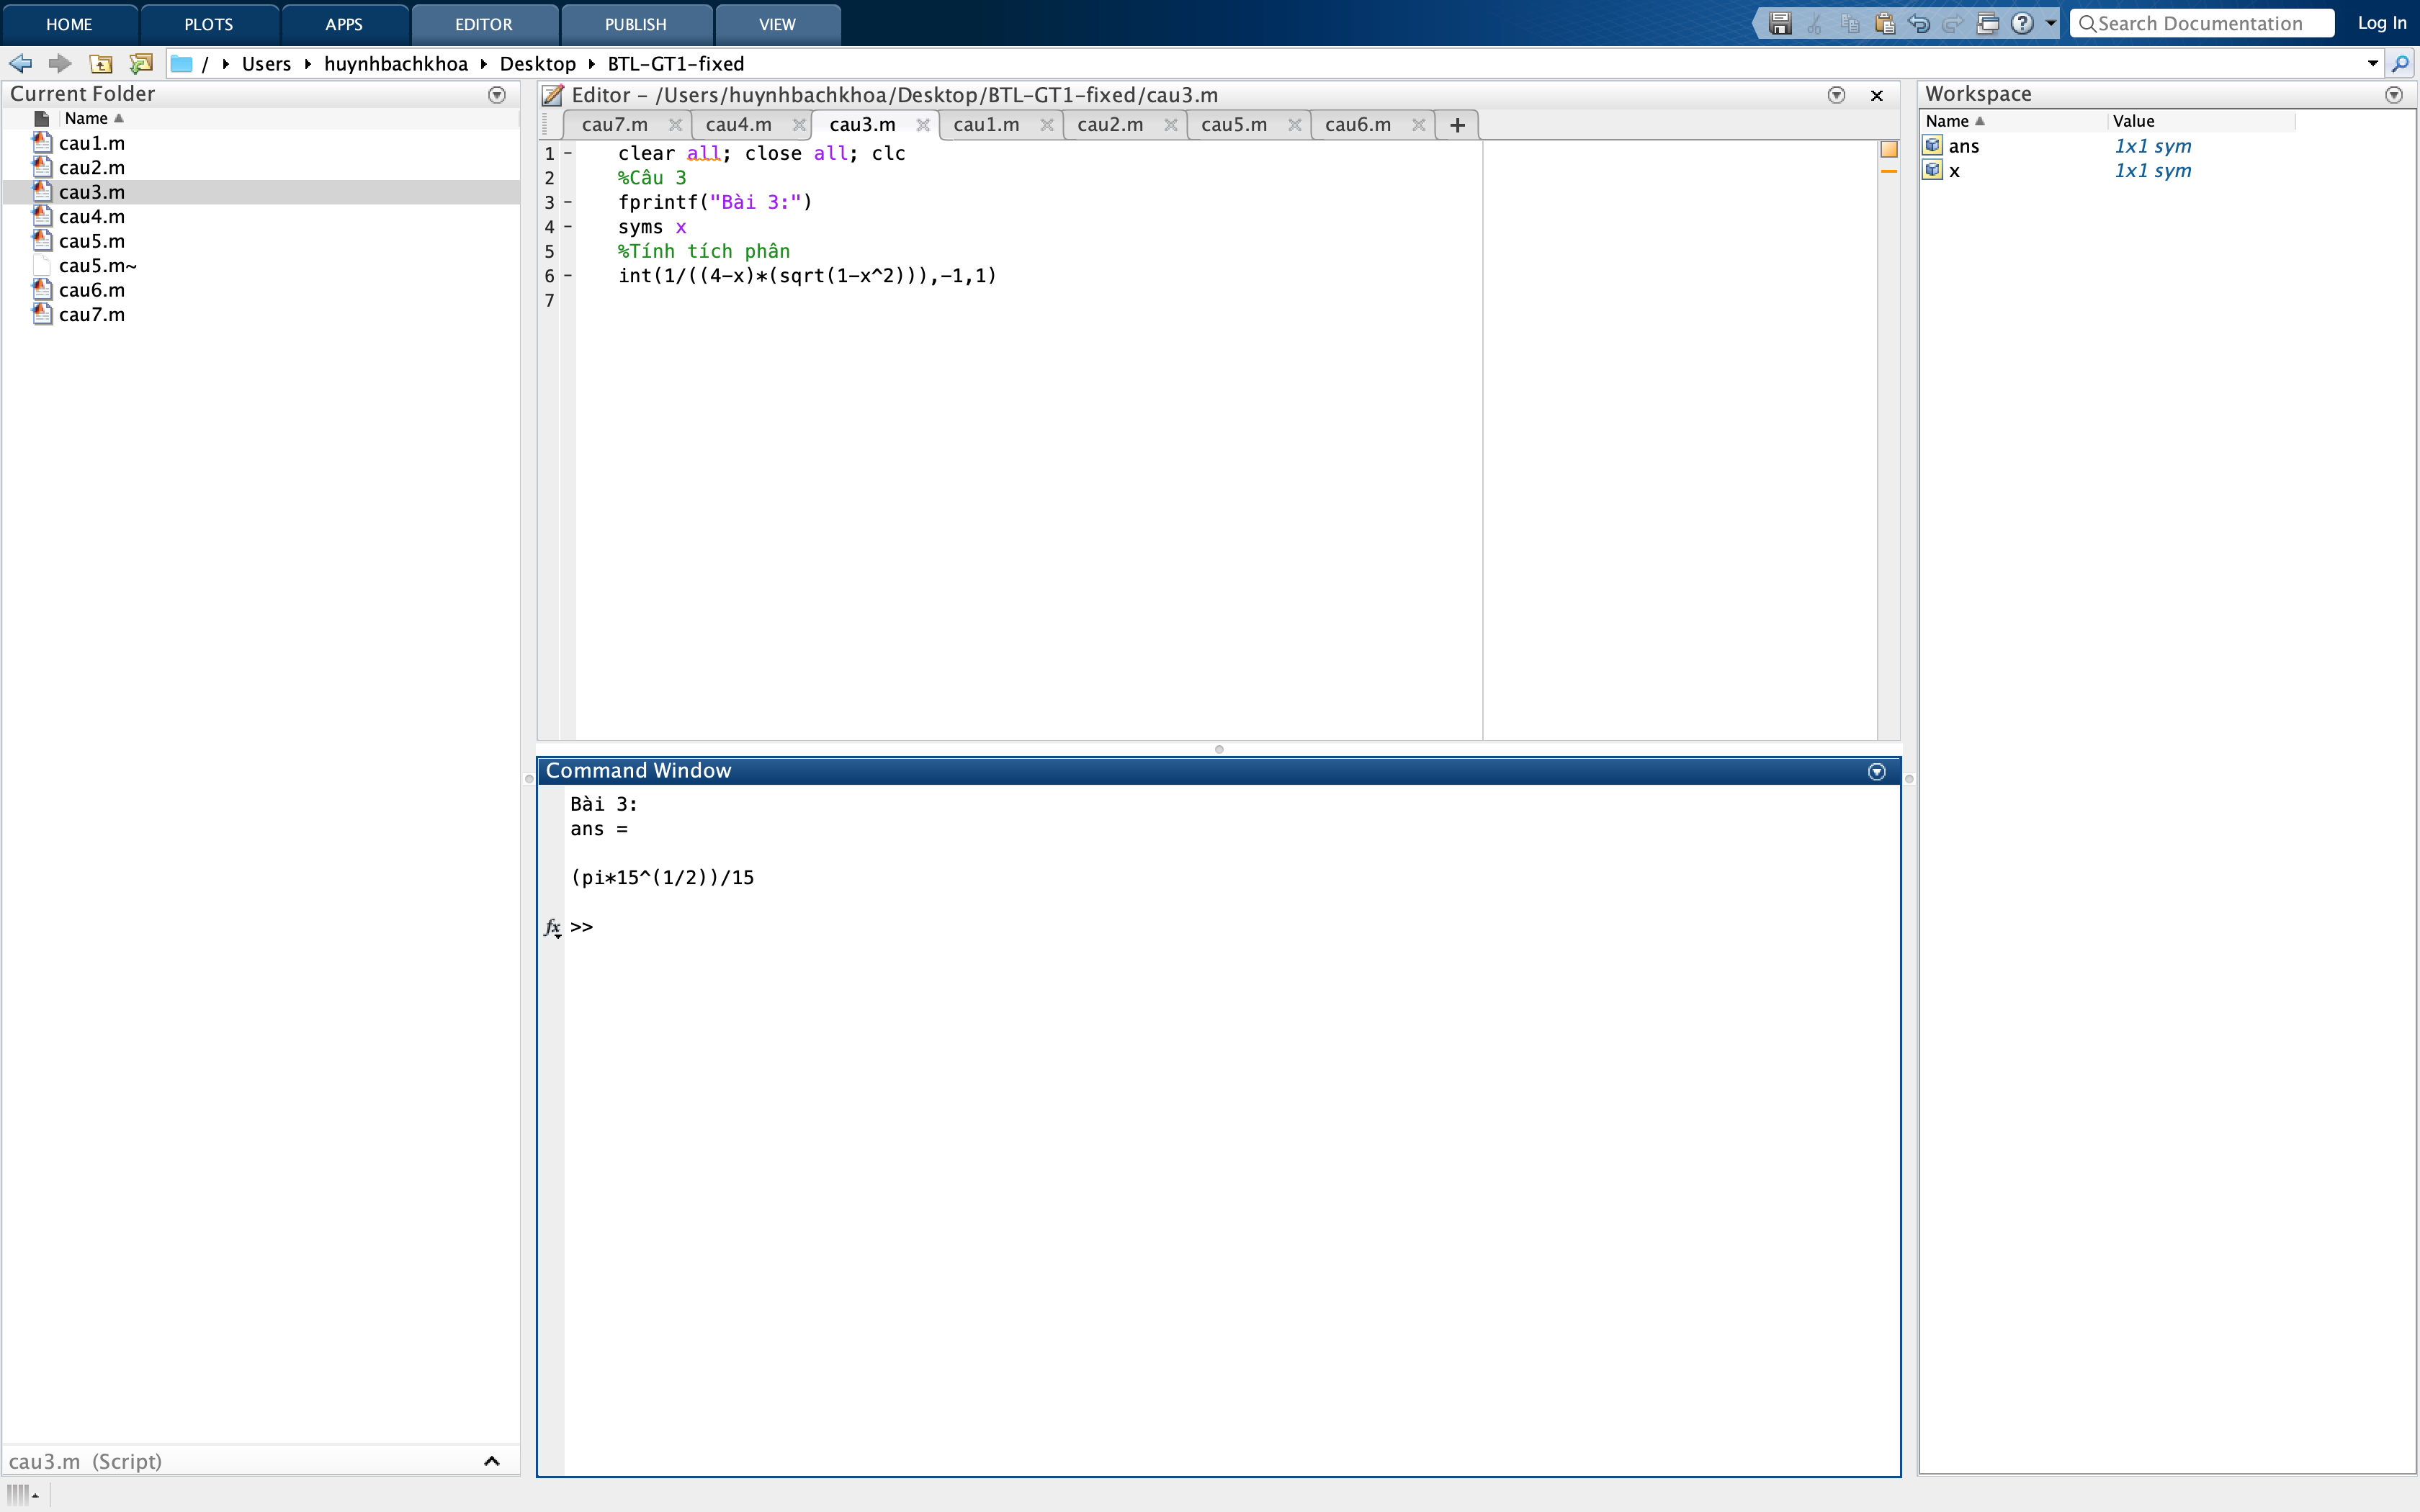 HOME PLOTS APPS EDITOR PUBLISH VIEW Search Documentation Log In
/ Users huynhbachkhoa Desktop BTL-GT1-fixed
Current Folder
Name
cau1.m
cau2.m
cau3.m
cau4.m
cau5.m
cau5.m~
cau6.m
cau7.m
cau3.m (Script)
Editor - /Users/huynhbachkhoa/Desktop/BTL-GT1-fixed/cau3.m
cau7.m cau4.m cau3.m cau1.m cau2.m cau5.m cau6.m +
1 - clear all; close all; clc
2 %Câu 3
3 - fprintf("Bài 3:")
4 - syms x
5 %Tính tích phân
6 - int(1/((4-x)*(sqrt(1-x^2))),-1,1)
7
Command Window
Bài 3:
ans =
(pi*15^(1/2))/15
fx >>
Workspace
Name Value
ans 1x1 sym
x 1x1 sym